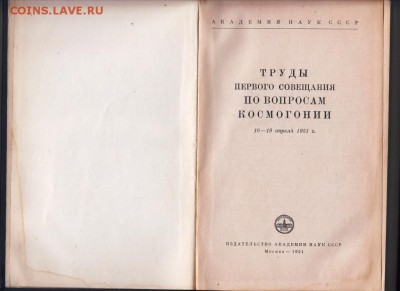 COINS.LAVE.RU
АКАДЕМИЯ НАУК СССР
ТРУДЫ
ПЕРВОГО СОВЕЩАНИЯ
ПО ВОПРОСАМ
КОСМОГОНИИ
16—19 апреля 1951 г.
ИЗДАТЕЛЬСТВО АКАДЕМИИ НАУК СССР
Москва — 1951